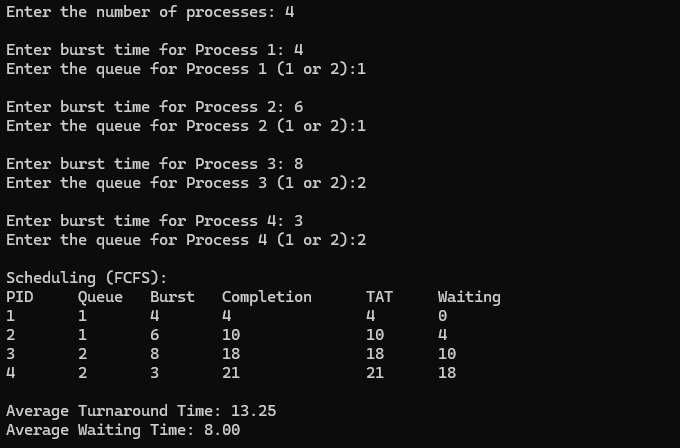 Enter the number of processes: 4
Enter burst time for Process 1: 4
Enter the queue for Process 1 (1 or 2):1
Enter burst time for Process 2: 6
Enter the queue for Process 2 (1 or 2):1
Enter burst time for Process 3: 8
Enter the queue for Process 3 (1 or 2):2
Enter burst time for Process 4: 3
Enter the queue for Process 4 (1 or 2):2
Scheduling (FCFS):
PID Queue Burst Completion TAT Waiting
1 1 4 4 4 0
2 1 6 10 10 4
3 2 8 18 18 10
4 2 3 21 21 18
Average Turnaround Time: 13.25
Average Waiting Time: 8.00